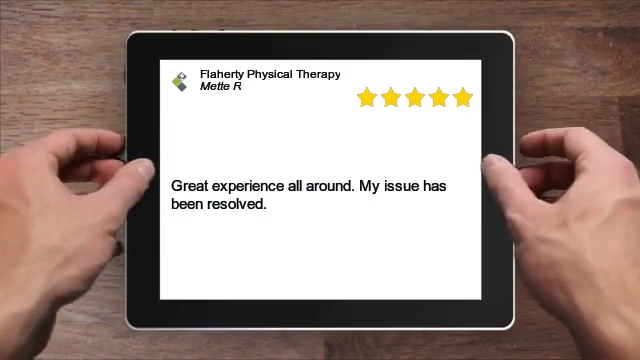 Flaherty Physical Therapy
Mette R
Great experience all around. My issue has
been resolved.